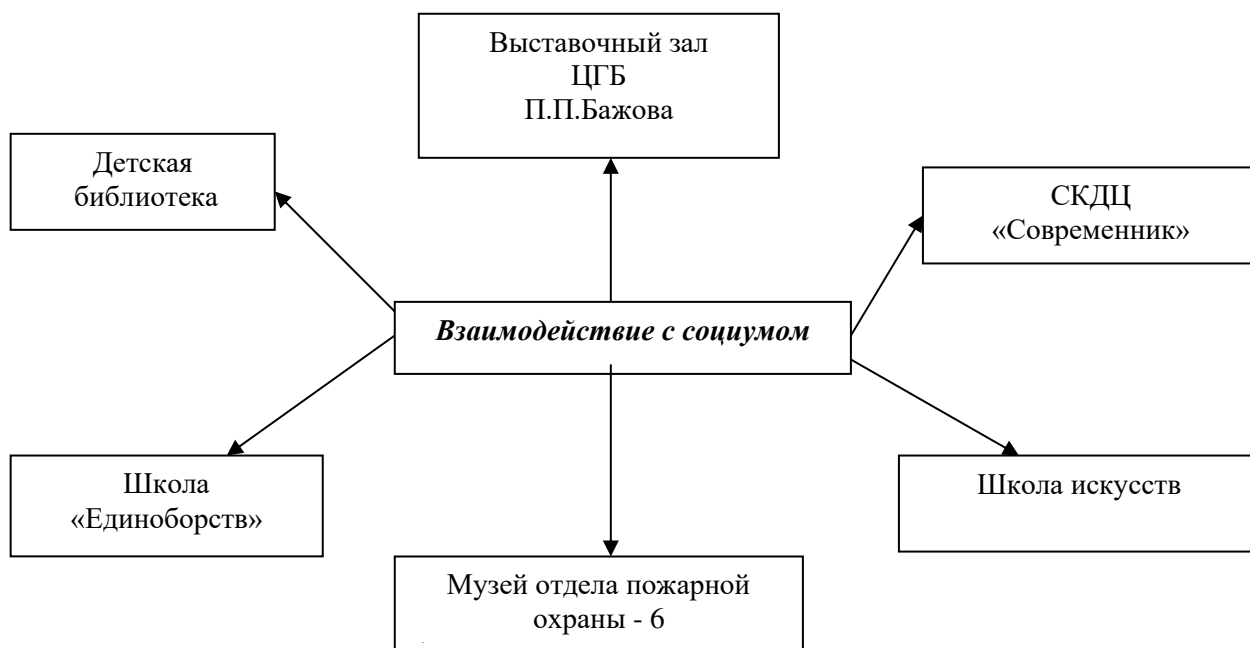 Выставочный зал
ЦГБ
П.П.Бажова
Детская
библиотека
СКДЦ
«Современник»
Взаимодействие с социумом
Школа
«Единоборств»
Школа искусств
Музей отдела пожарной
охраны - 6